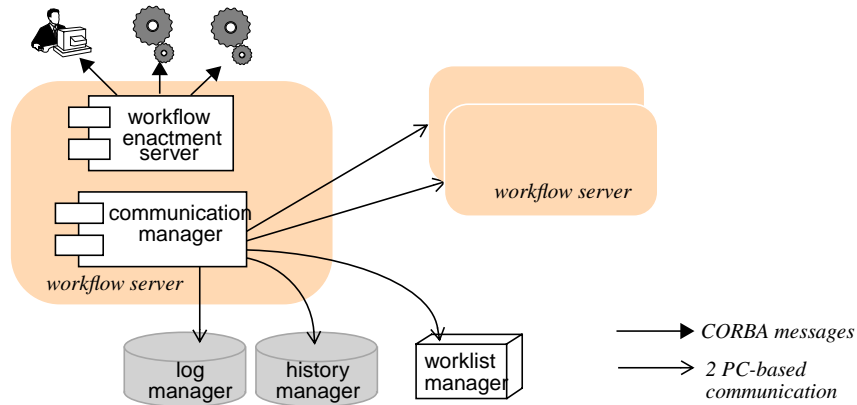 workflow
enactment
server
communication
manager
workflow server
workflow server
log
manager
history
manager
worklist
manager
CORBA messages
2 PC-based
communication